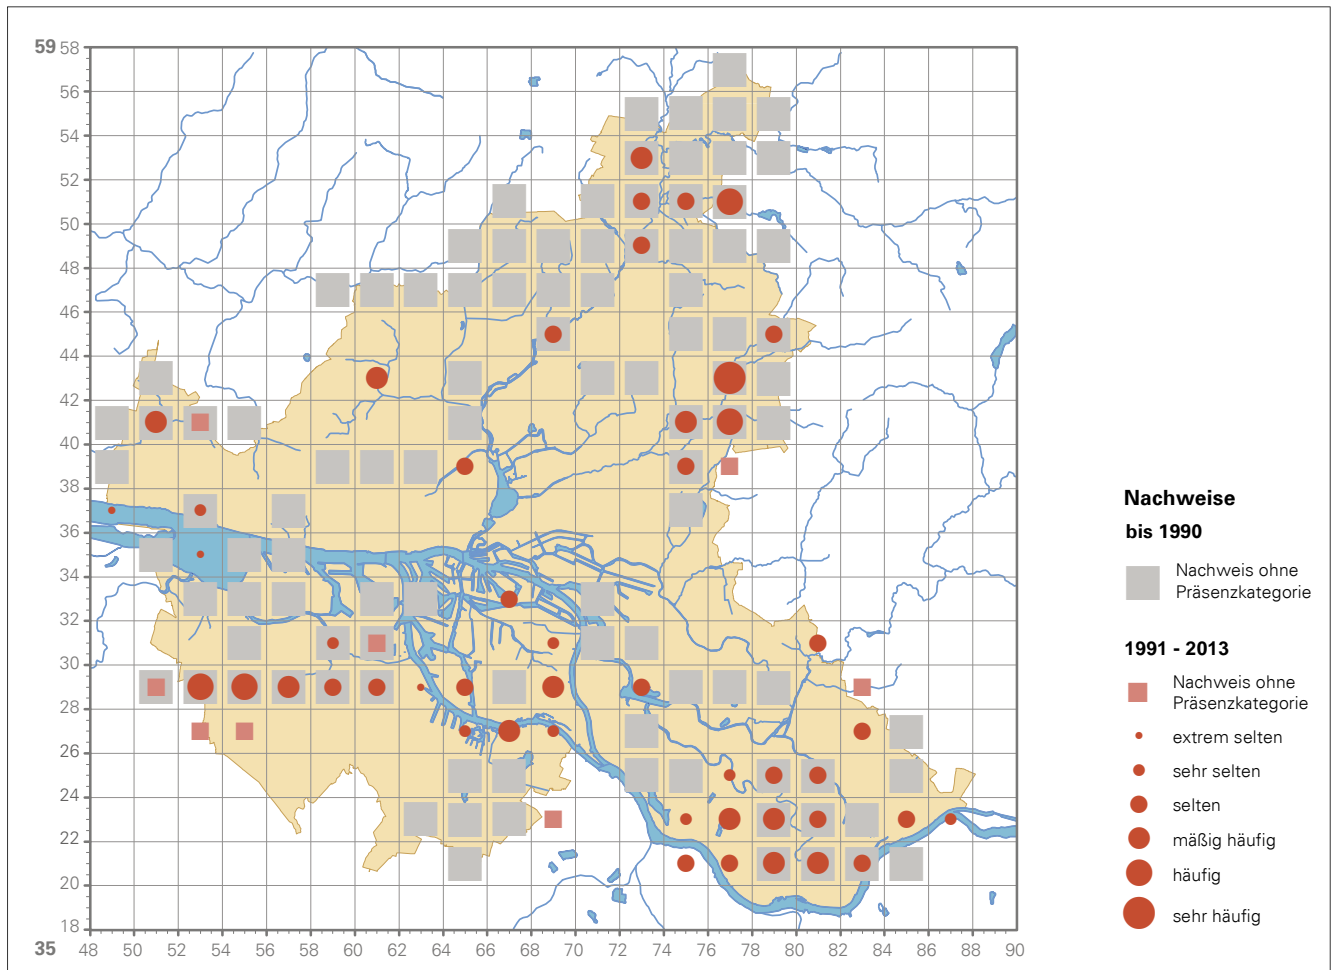 59 58
56
54
52
50
48
46
44
42
40
38
36
34
32
30
28
26
24
22
20
18
35
48 50 52 54 56 58 60 62 64 66 68 70 72 74 76 78 80 82 84 86 88 90
Nachweise
bis 1990
Nachweis ohne
Präsenzkategorie
1991 - 2013
Nachweis ohne
Präsenzkategorie
extrem selten
sehr selten
selten
mäßig häufig
häufig
sehr häufig